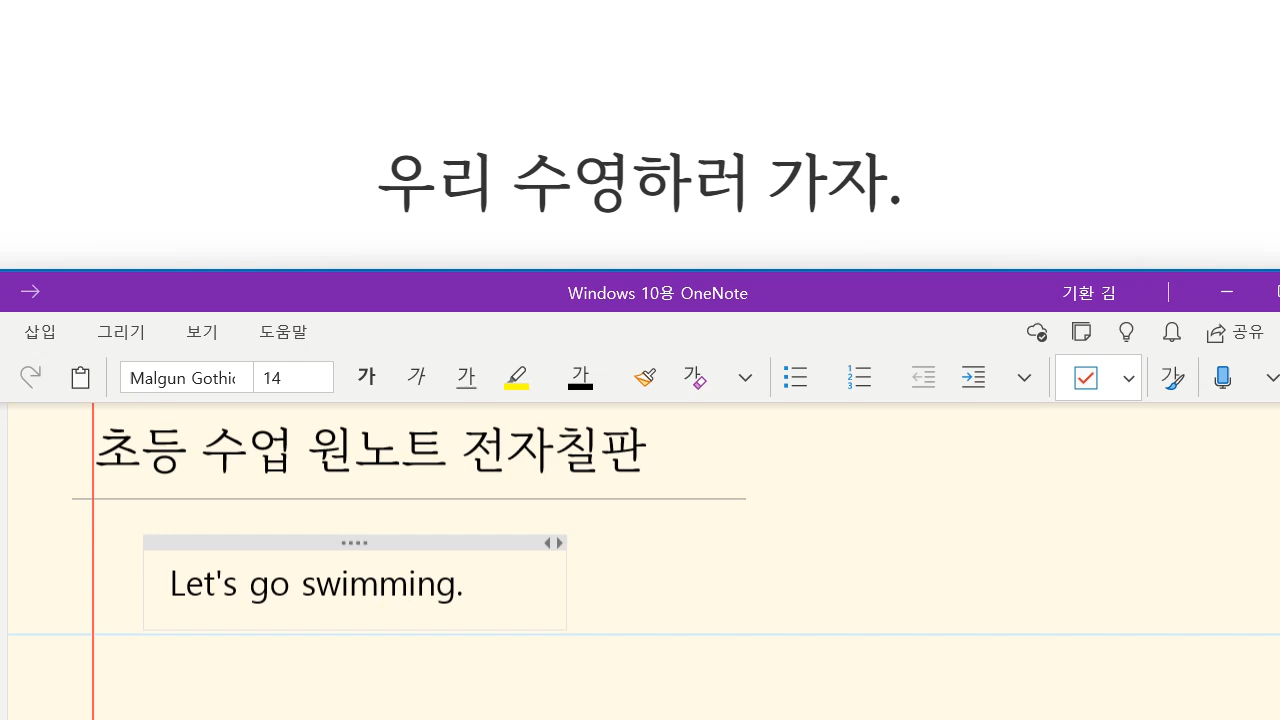 우리 수영하러 가자.
Windows 10용 OneNote
기환 김
삽입 그리기 보기 도움말
공유
Malgun Gothic 14 가 가 가 가 가 가
초등 수업 원노트 전자칠판
Let's go swimming.